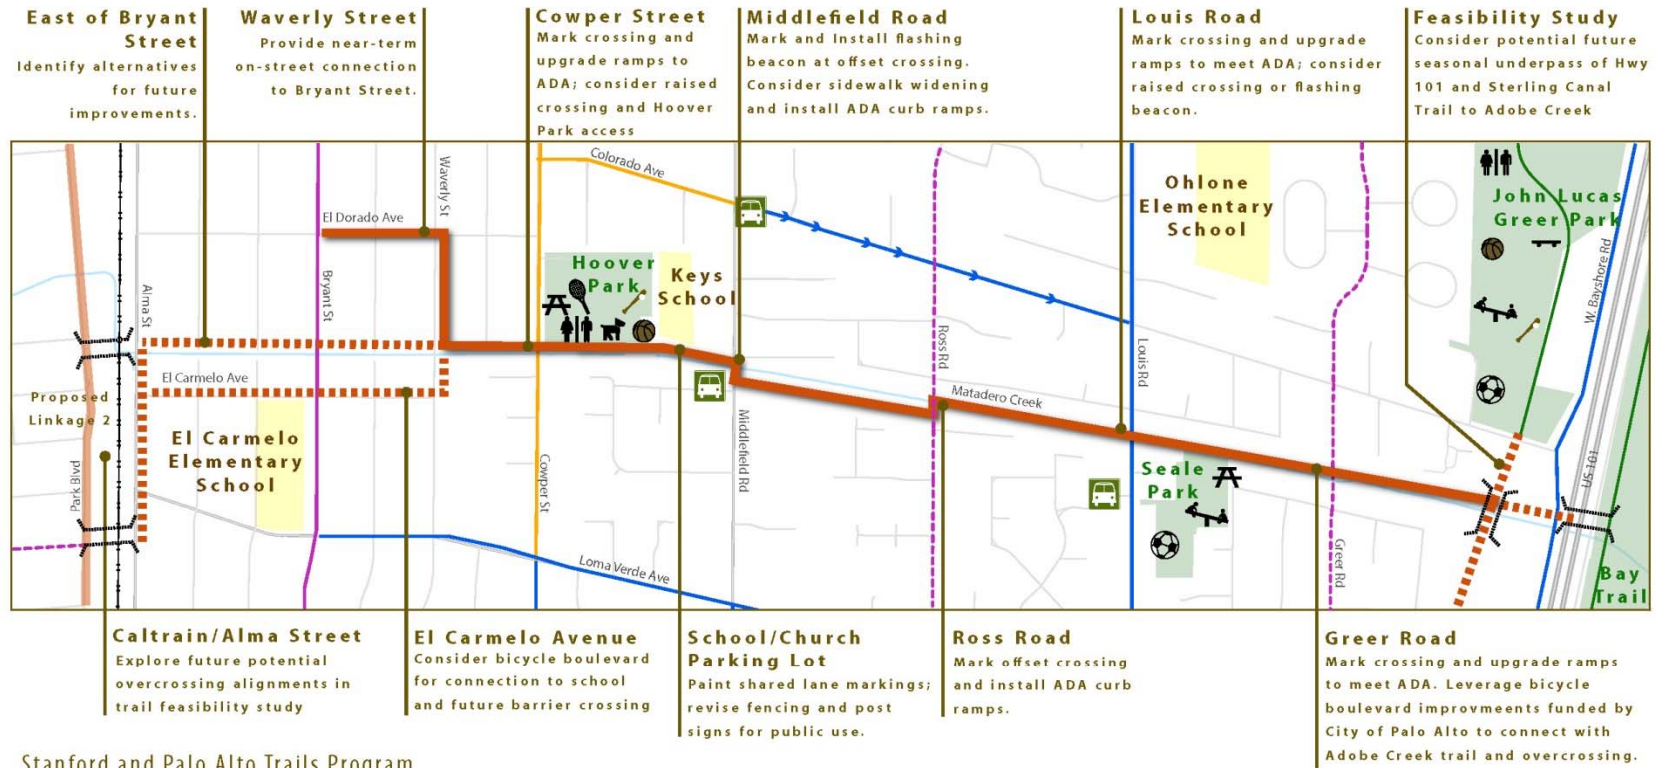 East of Bryant
Street
Identify alternatives
for future
improvements.
Waverly Street
Provide near-term
on-street connection
to Bryant Street.
Cowper Street
Mark crossing and
upgrade ramps to
ADA; consider raised
crossing and Hoover
Park access
Middlefield Road
Mark and Install flashing
beacon at offset crossing.
Consider sidewalk widening
and install ADA curb ramps.
Louis Road
Mark crossing and upgrade
ramps to meet ADA; consider
raised crossing or flashing
beacon.
Feasibility Study
Consider potential future
seasonal underpass of Hwy
101 and Sterling Canal
Trail to Adobe Creek
Colorado Ave
Waverly St
El Dorado Ave
Bryant St
Alma St
Hoover
Park
Keys
School
Ohlone
Elementary
School
John Lucas
Greer Park
W. Bayshore Rd
US 101
Ross Rd
Louis Rd
Matadero Creek
El Carmelo Ave
Proposed
Linkage 2
Park Blvd
El Carmelo
Elementary
School
Cowper St
Middlefield Rd
Loma Verde Ave
Seale
Park
Greer Rd
Bay
Trail
Caltrain/Alma Street
Explore future potential
overcrossing alignments in
trail feasibility study
El Carmelo Avenue
Consider bicycle boulevard
for connection to school
and future barrier crossing
School/Church
Parking Lot
Paint shared lane markings;
revise fencing and post
signs for public use.
Ross Road
Mark offset crossing
and install ADA curb
ramps.
Greer Road
Mark crossing and upgrade ramps
to meet ADA. Leverage bicycle
boulevard improvmeents funded by
City of Palo Alto to connect with
Adobe Creek trail and overcrossing.
Stanford and Palo Alto Trails Program